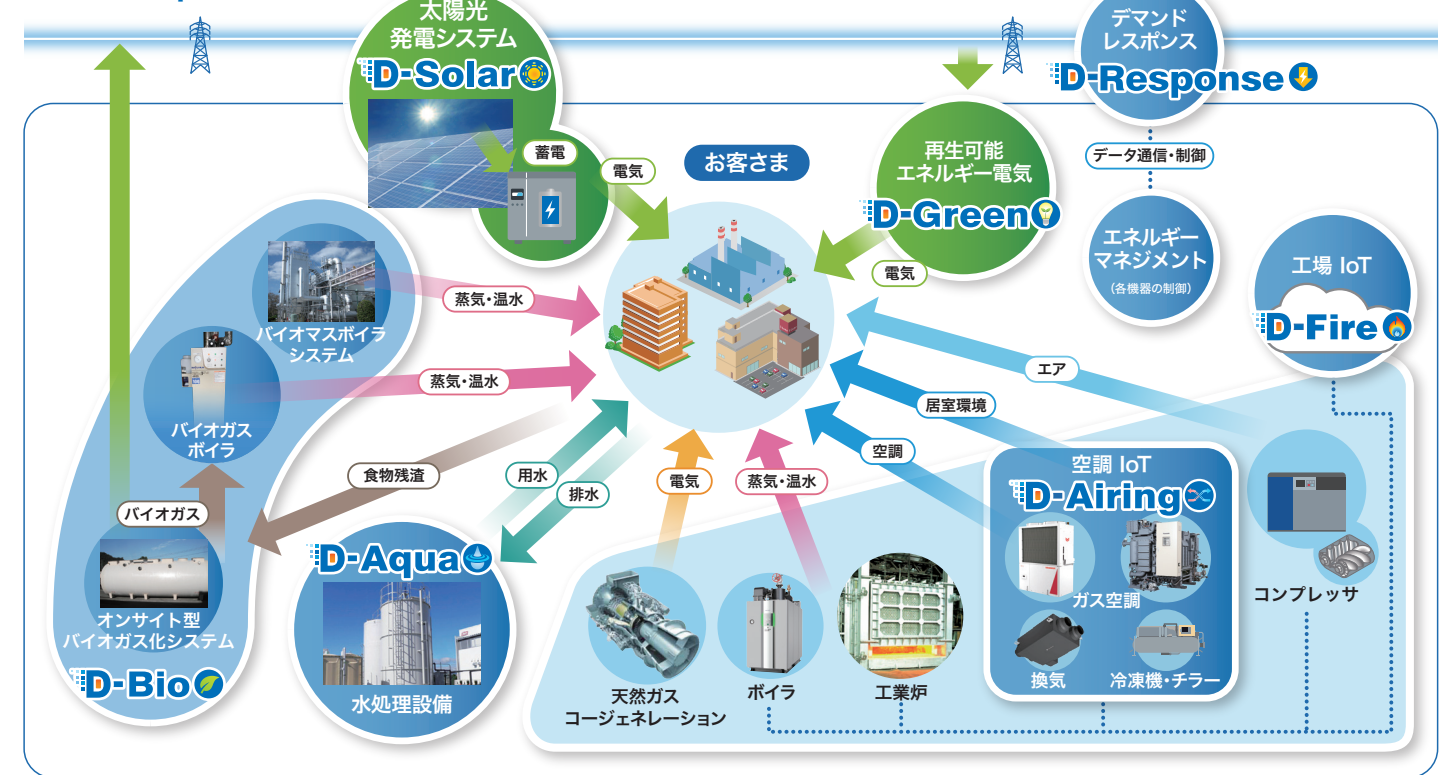 太陽光
発電システム
D-Solar
デマンド
レスポンス
D-Response
蓄電
電気
お客さま
再生可能
エネルギー電気
D-Green
電気
データ通信・制御
エネルギー
マネジメント
(各機器の制御)
工場 IoT
D-Fire
バイオマスボイラ
システム
蒸気・温水
バイオガス
ボイラ
蒸気・温水
エア
居室環境
空調
食物残渣
用水
排水
電気
蒸気・温水
バイオガス
オンサイト型
バイオガス化システム
D-Bio
D-Aqua
水処理設備
天然ガス
コージェネレーション
ボイラ
工業炉
空調 IoT
D-Airing
ガス空調
換気
冷凍機・チラー
コンプレッサ